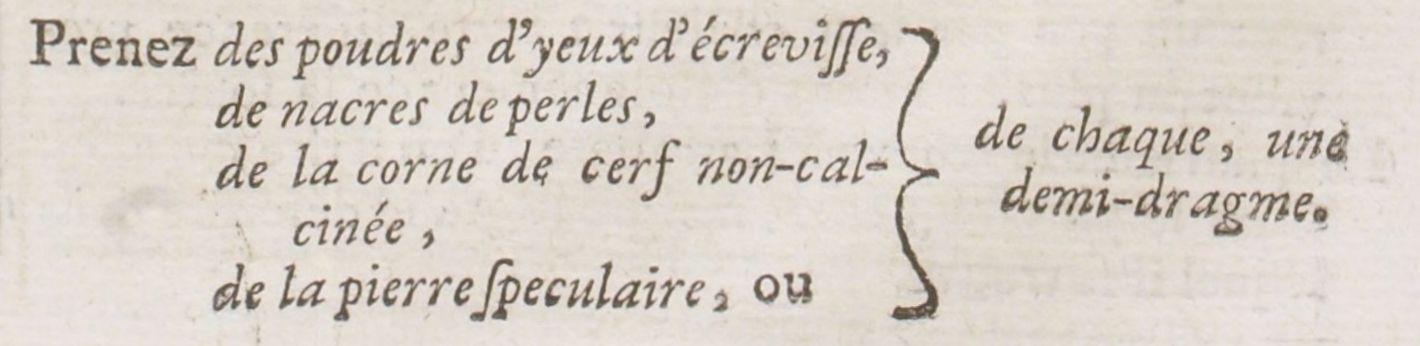 Prenez des poudres d'yeux d'écreviſſe,
de nacres de perles,
de la corne de cerf non-cal-
cinée,
de la pierre ſpeculaire, ou
de chaque, une
demi-dragme.